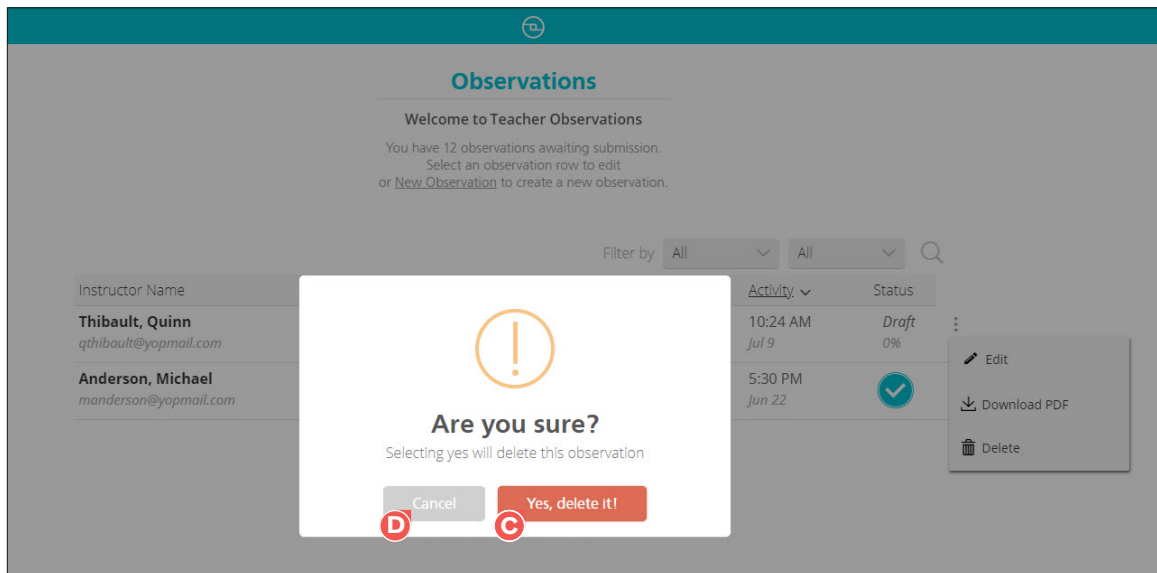 Observations
Welcome to Teacher Observations
You have 12 observations awaiting submission.
Select an observation row to edit
or New Observation to create a new observation.
Filter by All All
Instructor Name Activity Status
Thibault, Quinn 10:24 AM Draft
qthibault@yopmail.com Jul 9 0%
Edit
Anderson, Michael 5:30 PM
manderson@yopmail.com Jun 22
Download PDF
Delete
Are you sure?
Selecting yes will delete this observation
Cancel Yes, delete it!
D C